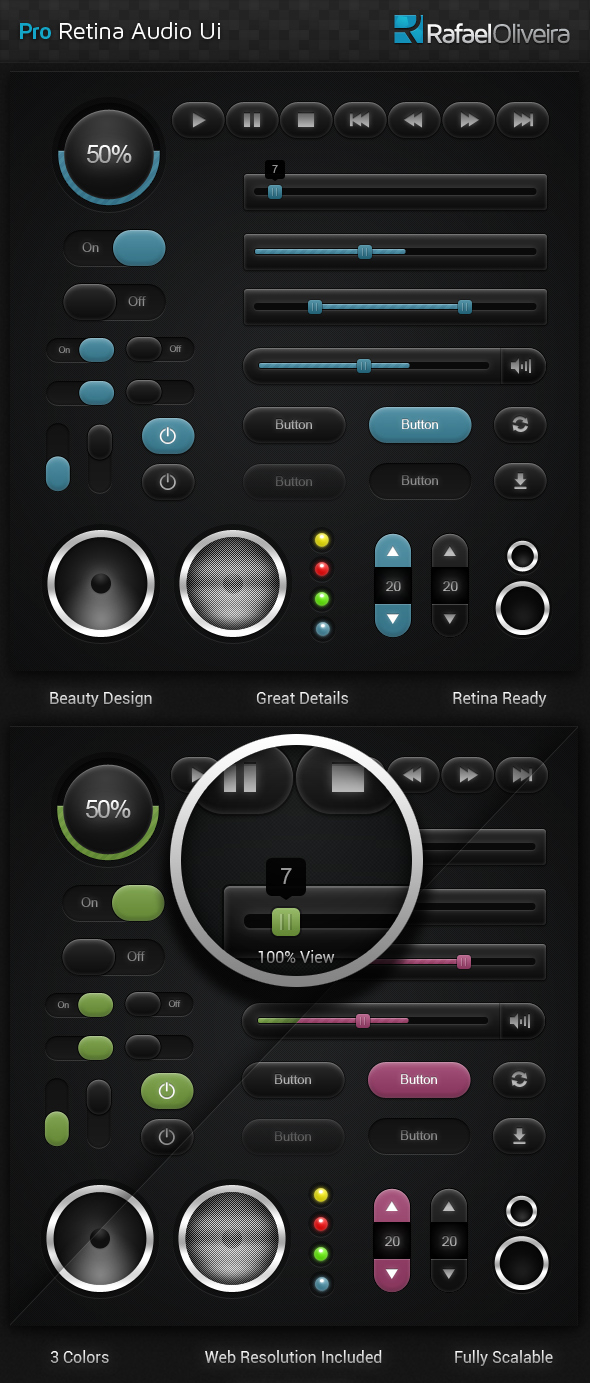 Pro Retina Audio Ui
RafaelOliveira
50%
7
On
Off
On
Off
Button
Button
Button
Button
20
20
Beauty Design
Great Details
Retina Ready
50%
7
100% View
On
Off
On
Off
Button
Button
Button
Button
20
20
3 Colors
Web Resolution Included
Fully Scalable